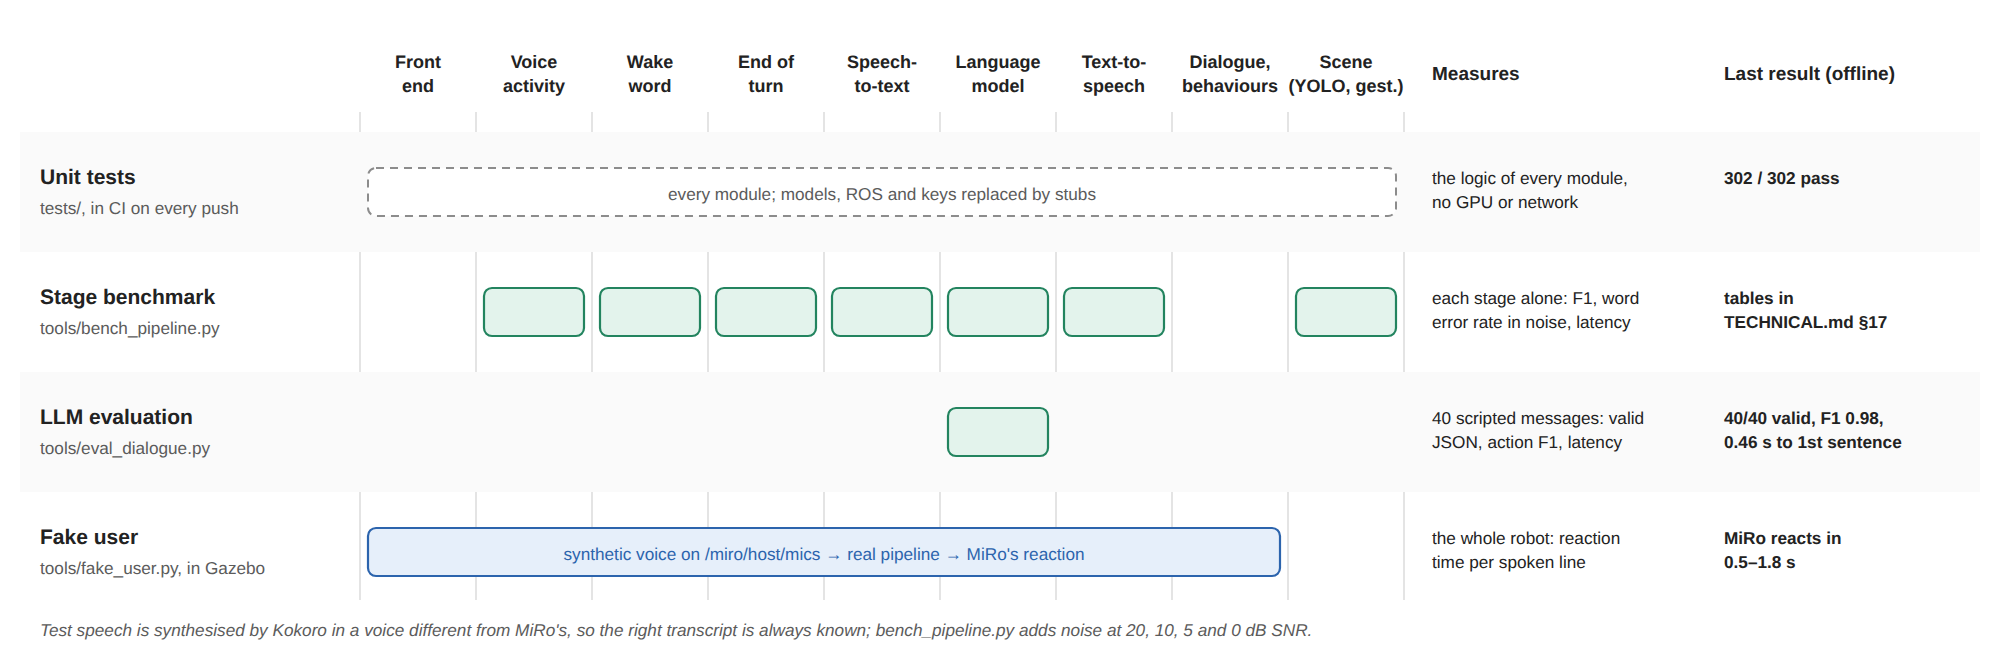 Front
end
Voice
activity
Wake
word
End of
turn
Speech-
to-text
Language
model
Text-to-
speech
Dialogue,
behaviours
Scene
(YOLO, gest.)
Measures
Last result (offline)
Unit tests
tests/, in CI on every push
every module; models, ROS and keys replaced by stubs
the logic of every module,
no GPU or network
302 / 302 pass
Stage benchmark
tools/bench_pipeline.py
each stage alone: F1, word
error rate in noise, latency
tables in
TECHNICAL.md §17
LLM evaluation
tools/eval_dialogue.py
40 scripted messages: valid
JSON, action F1, latency
40/40 valid, F1 0.98,
0.46 s to 1st sentence
Fake user
tools/fake_user.py, in Gazebo
synthetic voice on /miro/host/mics → real pipeline → MiRo's reaction
the whole robot: reaction
time per spoken line
MiRo reacts in
0.5–1.8 s
Test speech is synthesised by Kokoro in a voice different from MiRo's, so the right transcript is always known; bench_pipeline.py adds noise at 20, 10, 5 and 0 dB SNR.